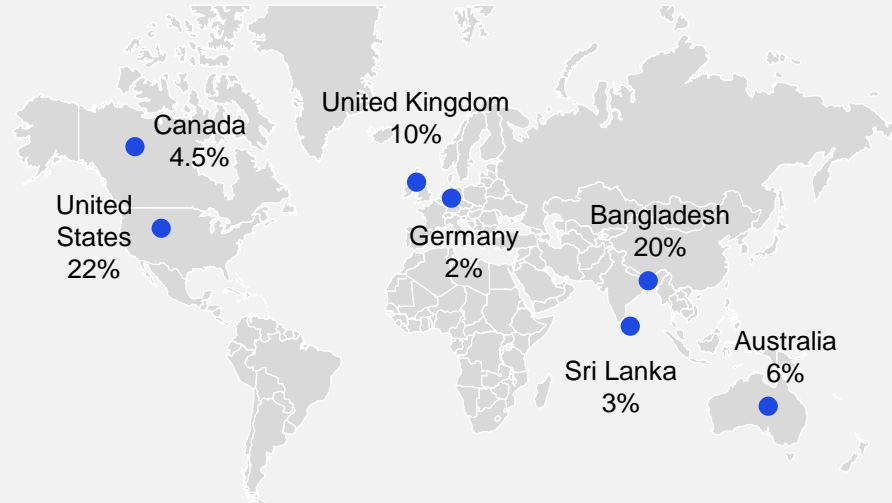 United Kingdom
10%
Canada
4.5%
United
States
22%
Germany
2%
Bangladesh
20%
Sri Lanka
3%
Australia
6%